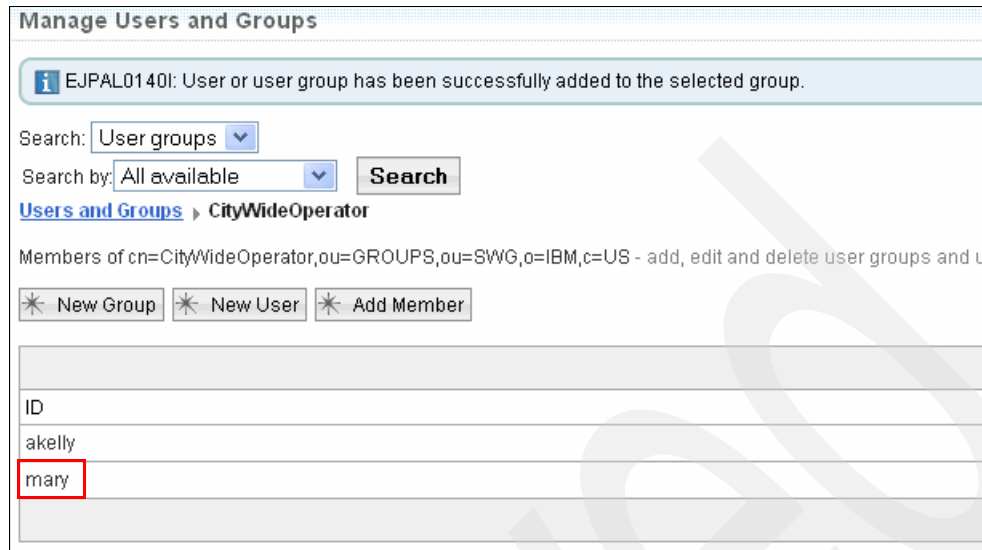 Manage Users and Groups
EJPAL0140I: User or user group has been successfully added to the selected group.
Search: User groups
Search by: All available Search
Users and Groups CityWideOperator
Members of cn=CityWideOperator,ou=GROUPS,ou=SWG,o=IBM,c=US - add, edit and delete user groups and u
New Group New User Add Member
ID
akelly
mary